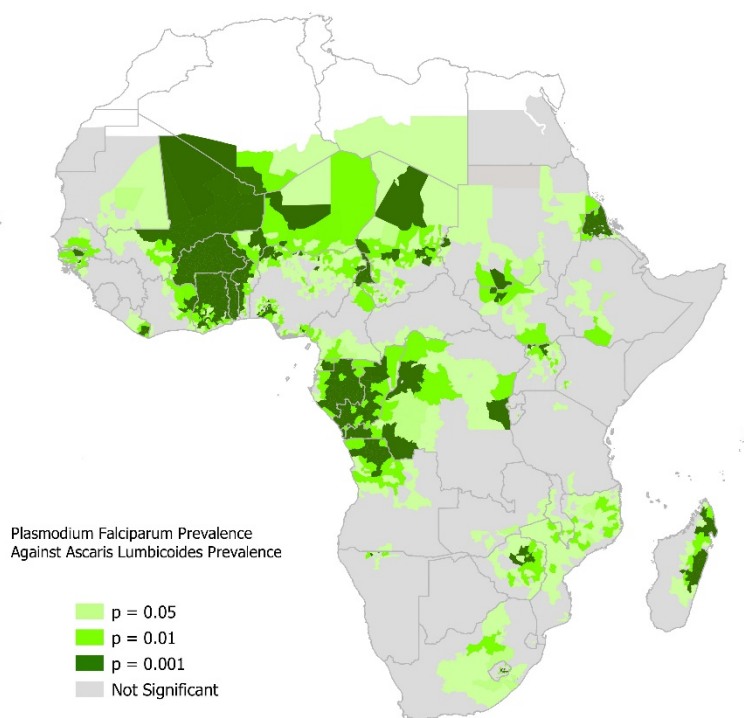 Plasmodium Falciparum Prevalence
Against Ascaris Lumbicoides Prevalence
p = 0.05
p = 0.01
p = 0.001
Not Significant